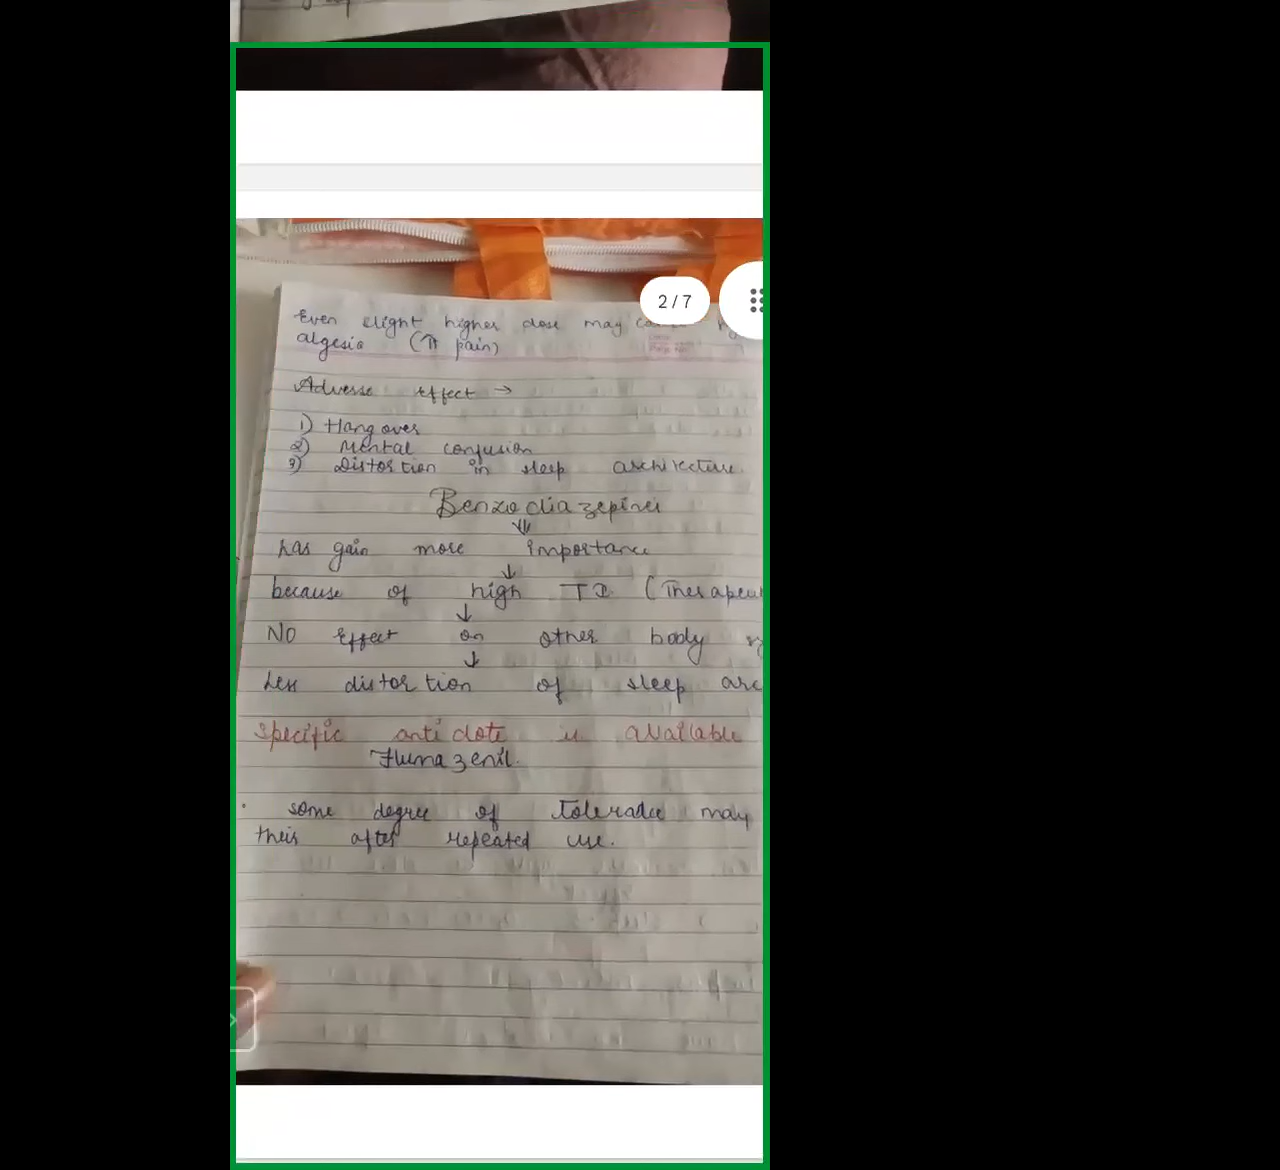 2 / 7
Even slight higher dose may
algesia (↑↑ pain)
Adverse effect →
1) Hang over
2) Mental confusion
3) Distortion in sleep architecture.
Benzodiazepines
↓
has gain more importance
↓
because of high TI (Therapeu
↓
NO Effect on other body sy
↓
Less distortion of sleep arc
specific antidote is available
Flumazenil.
some degree of tolerance may
this after repeated use.